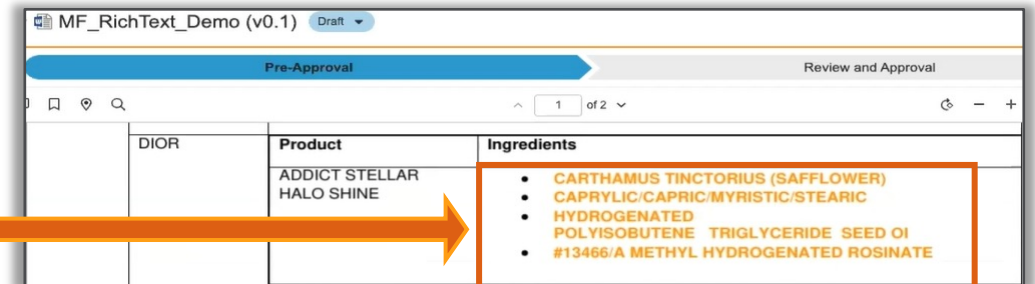 MF_RichText_Demo (v0.1) Draft
Pre-Approval Review and Approval
1 of 2
DIOR Product Ingredients
ADDICT STELLAR
HALO SHINE
• CARTHAMUS TINCTORIUS (SAFFLOWER)
• CAPRYLIC/CAPRIC/MYRISTIC/STEARIC
• HYDROGENATED
POLYISOBUTENE TRIGLYCERIDE SEED OI
• #13466/A METHYL HYDROGENATED ROSINATE